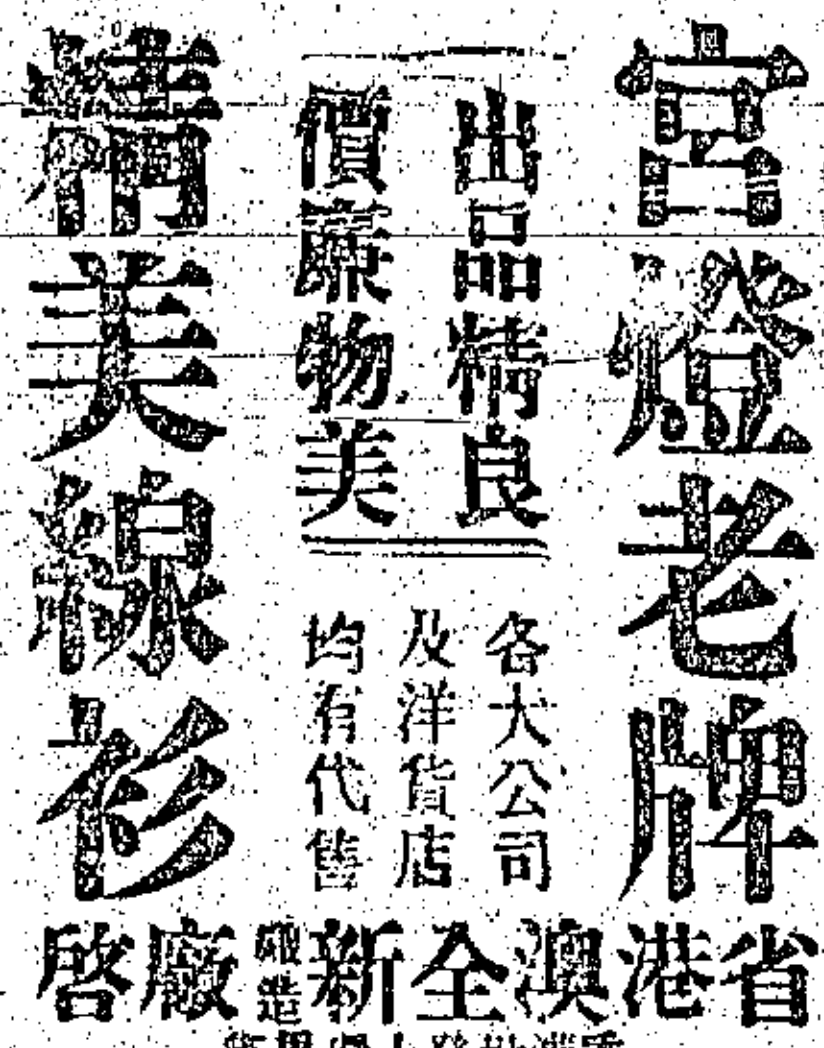 宮燈老牌
出品精良
價廉物美
各大公司
及洋貨店
均有代售
精美線衫
省港澳全新織造廠啓